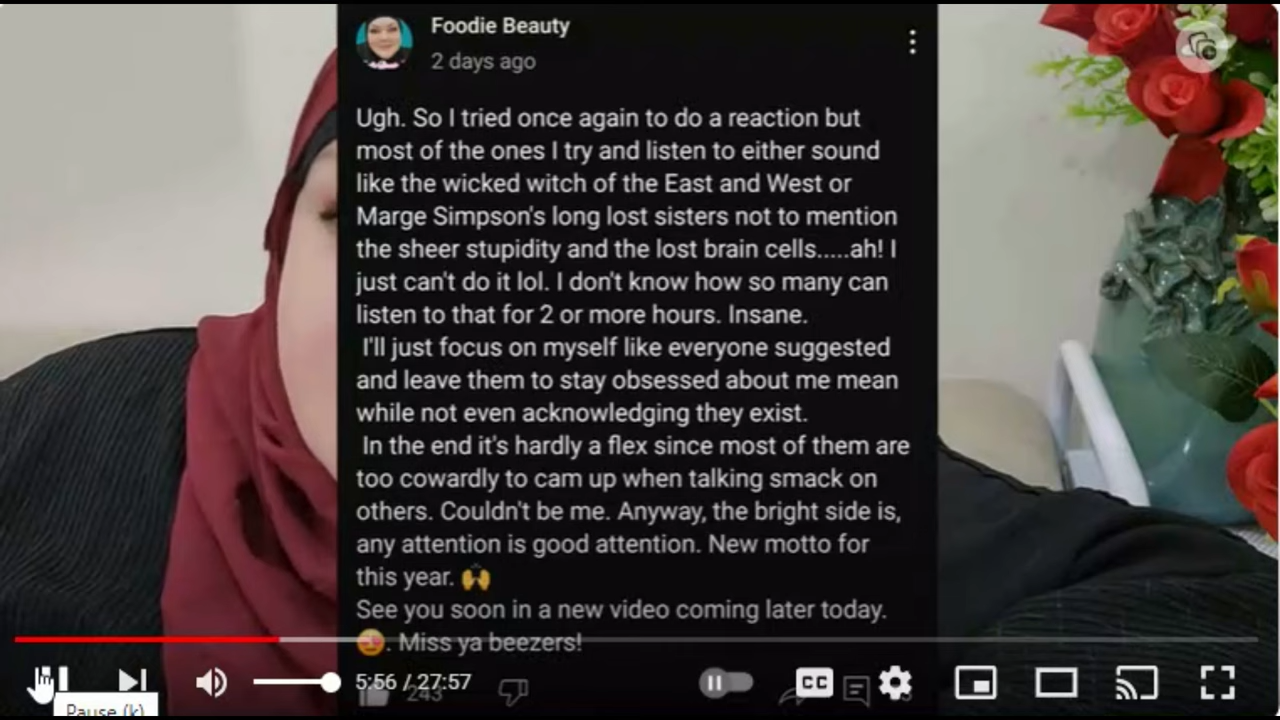 Foodie Beauty
2 days ago
Ugh. So I tried once again to do a reaction but
most of the ones I try and listen to either sound
like the wicked witch of the East and West or
Marge Simpson's long lost sisters not to mention
the sheer stupidity and the lost brain cells.....ah! I
just can't do it lol. I don't know how so many can
listen to that for 2 or more hours. Insane.
I'll just focus on myself like everyone suggested
and leave them to stay obsessed about me mean
while not even acknowledging they exist.
In the end it's hardly a flex since most of them are
too cowardly to cam up when talking smack on
others. Couldn't be me. Anyway, the bright side is,
any attention is good attention. New motto for
this year. 🙌
See you soon in a new video coming later today.
. Miss ya beezers!
5:56 / 27:57
CC
243
Pause (k)